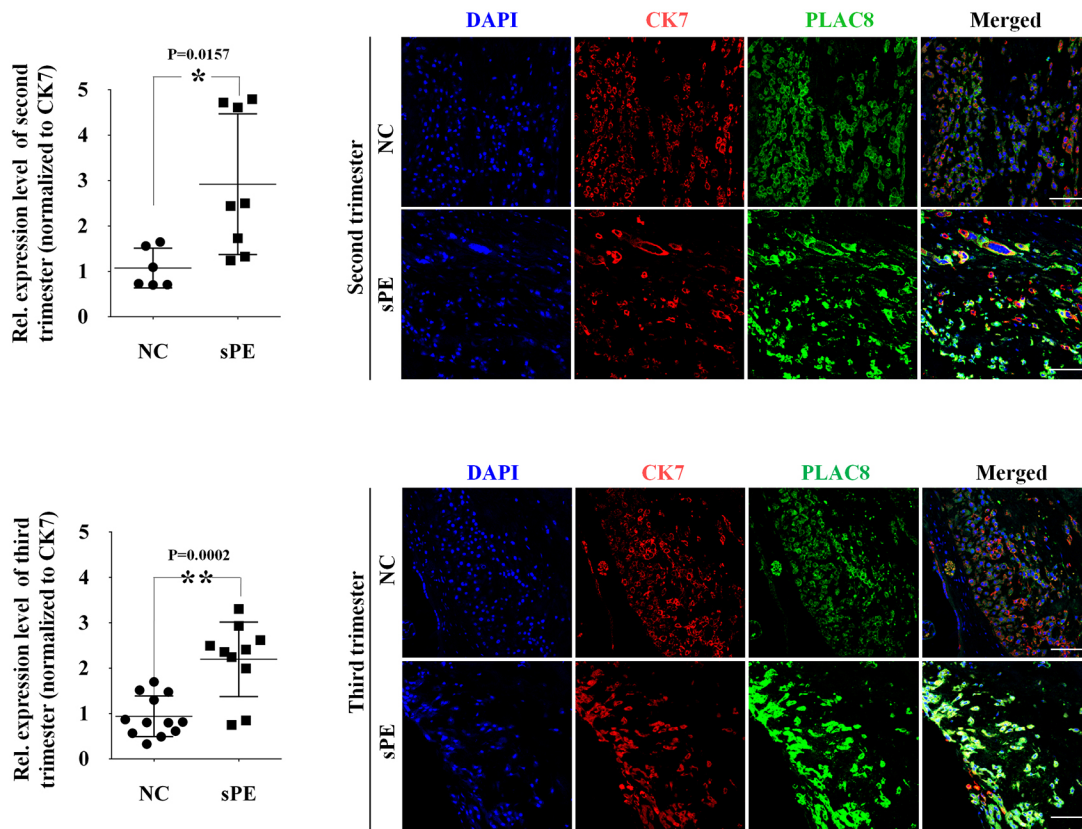 P=0.0157
*
Rel. expression level of second
trimester (normalized to CK7)
5
4
3
2
1
0
NC
sPE
DAPI
CK7
PLAC8
Merged
Second trimester
NC
sPE
P=0.0002
**
Rel. expression level of third
trimester (normalized to CK7)
5
4
3
2
1
0
NC
sPE
DAPI
CK7
PLAC8
Merged
Third trimester
NC
sPE